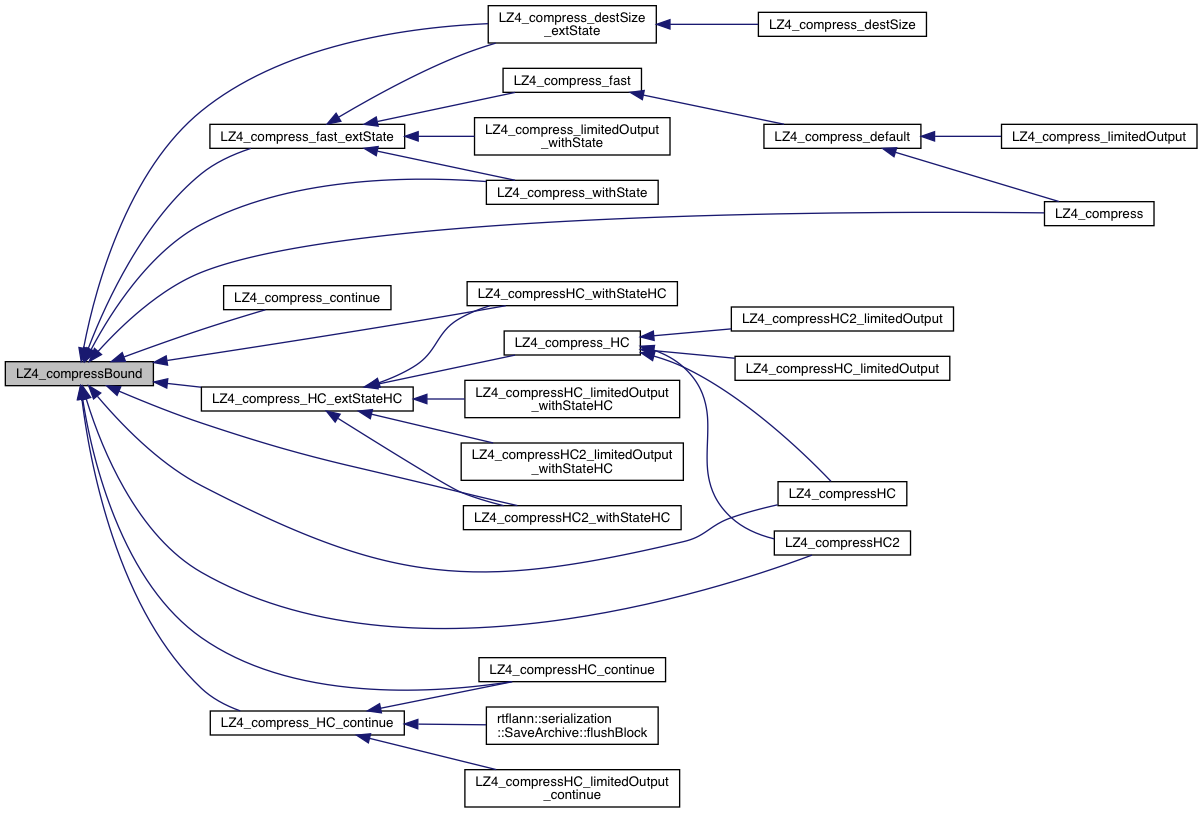 LZ4_compress_destSize
_extState
LZ4_compress_destSize
LZ4_compress_fast
LZ4_compress_fast_extState
LZ4_compress_limitedOutput
_withState
LZ4_compress_default
LZ4_compress_limitedOutput
LZ4_compress_withState
LZ4_compress
LZ4_compress_continue
LZ4_compressHC_withStateHC
LZ4_compressHC2_limitedOutput
LZ4_compress_HC
LZ4_compressHC_limitedOutput
LZ4_compressBound
LZ4_compress_HC_extStateHC
LZ4_compressHC_limitedOutput
_withStateHC
LZ4_compressHC2_limitedOutput
_withStateHC
LZ4_compressHC
LZ4_compressHC2_withStateHC
LZ4_compressHC2
LZ4_compressHC_continue
LZ4_compress_HC_continue
rtflann::serialization
::SaveArchive::flushBlock
LZ4_compressHC_limitedOutput
_continue